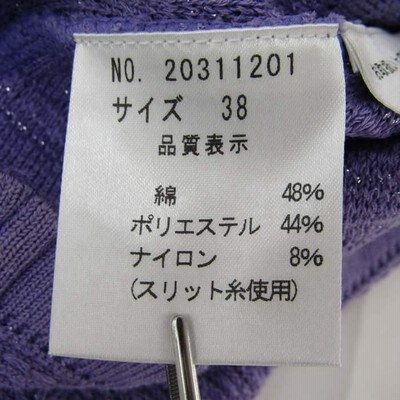 NO. 20311201
サイズ 38
品質表示
綿 48%
ポリエステル 44%
ナイロン 8%
(スリット糸使用)